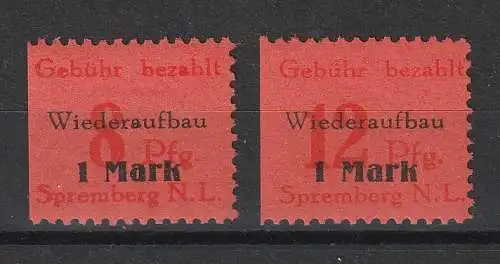 Gebühr bezahlt
Wiederaufbau
6 Pfg.
1 Mark
Spremberg N.L.
Gebühr bezahlt
Wiederaufbau
12 Pfg.
1 Mark
Spremberg N.L.